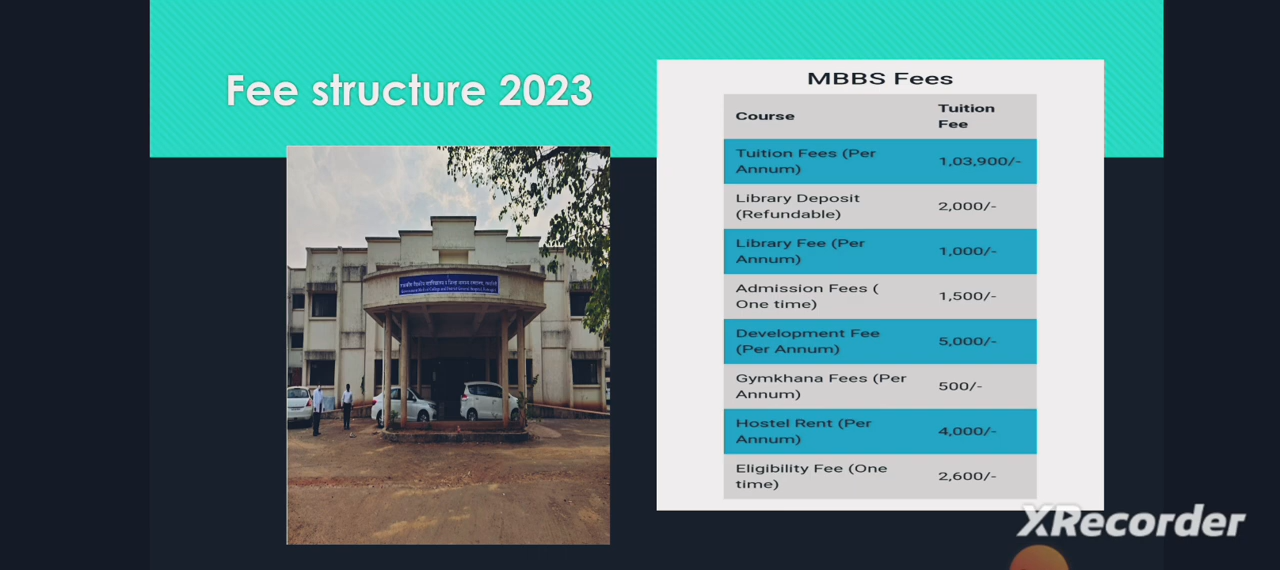 Fee structure 2023
MBBS Fees
Course
Tuition
Fee
Tuition Fees (Per
Annum)
1,03,900/-
Library Deposit
(Refundable)
2,000/-
Library Fee (Per
Annum)
1,000/-
Admission Fees (
One time)
1,500/-
Development Fee
(Per Annum)
5,000/-
Gymkhana Fees (Per
Annum)
500/-
Hostel Rent (Per
Annum)
4,000/-
Eligibility Fee (One
time)
2,600/-
XRecorder